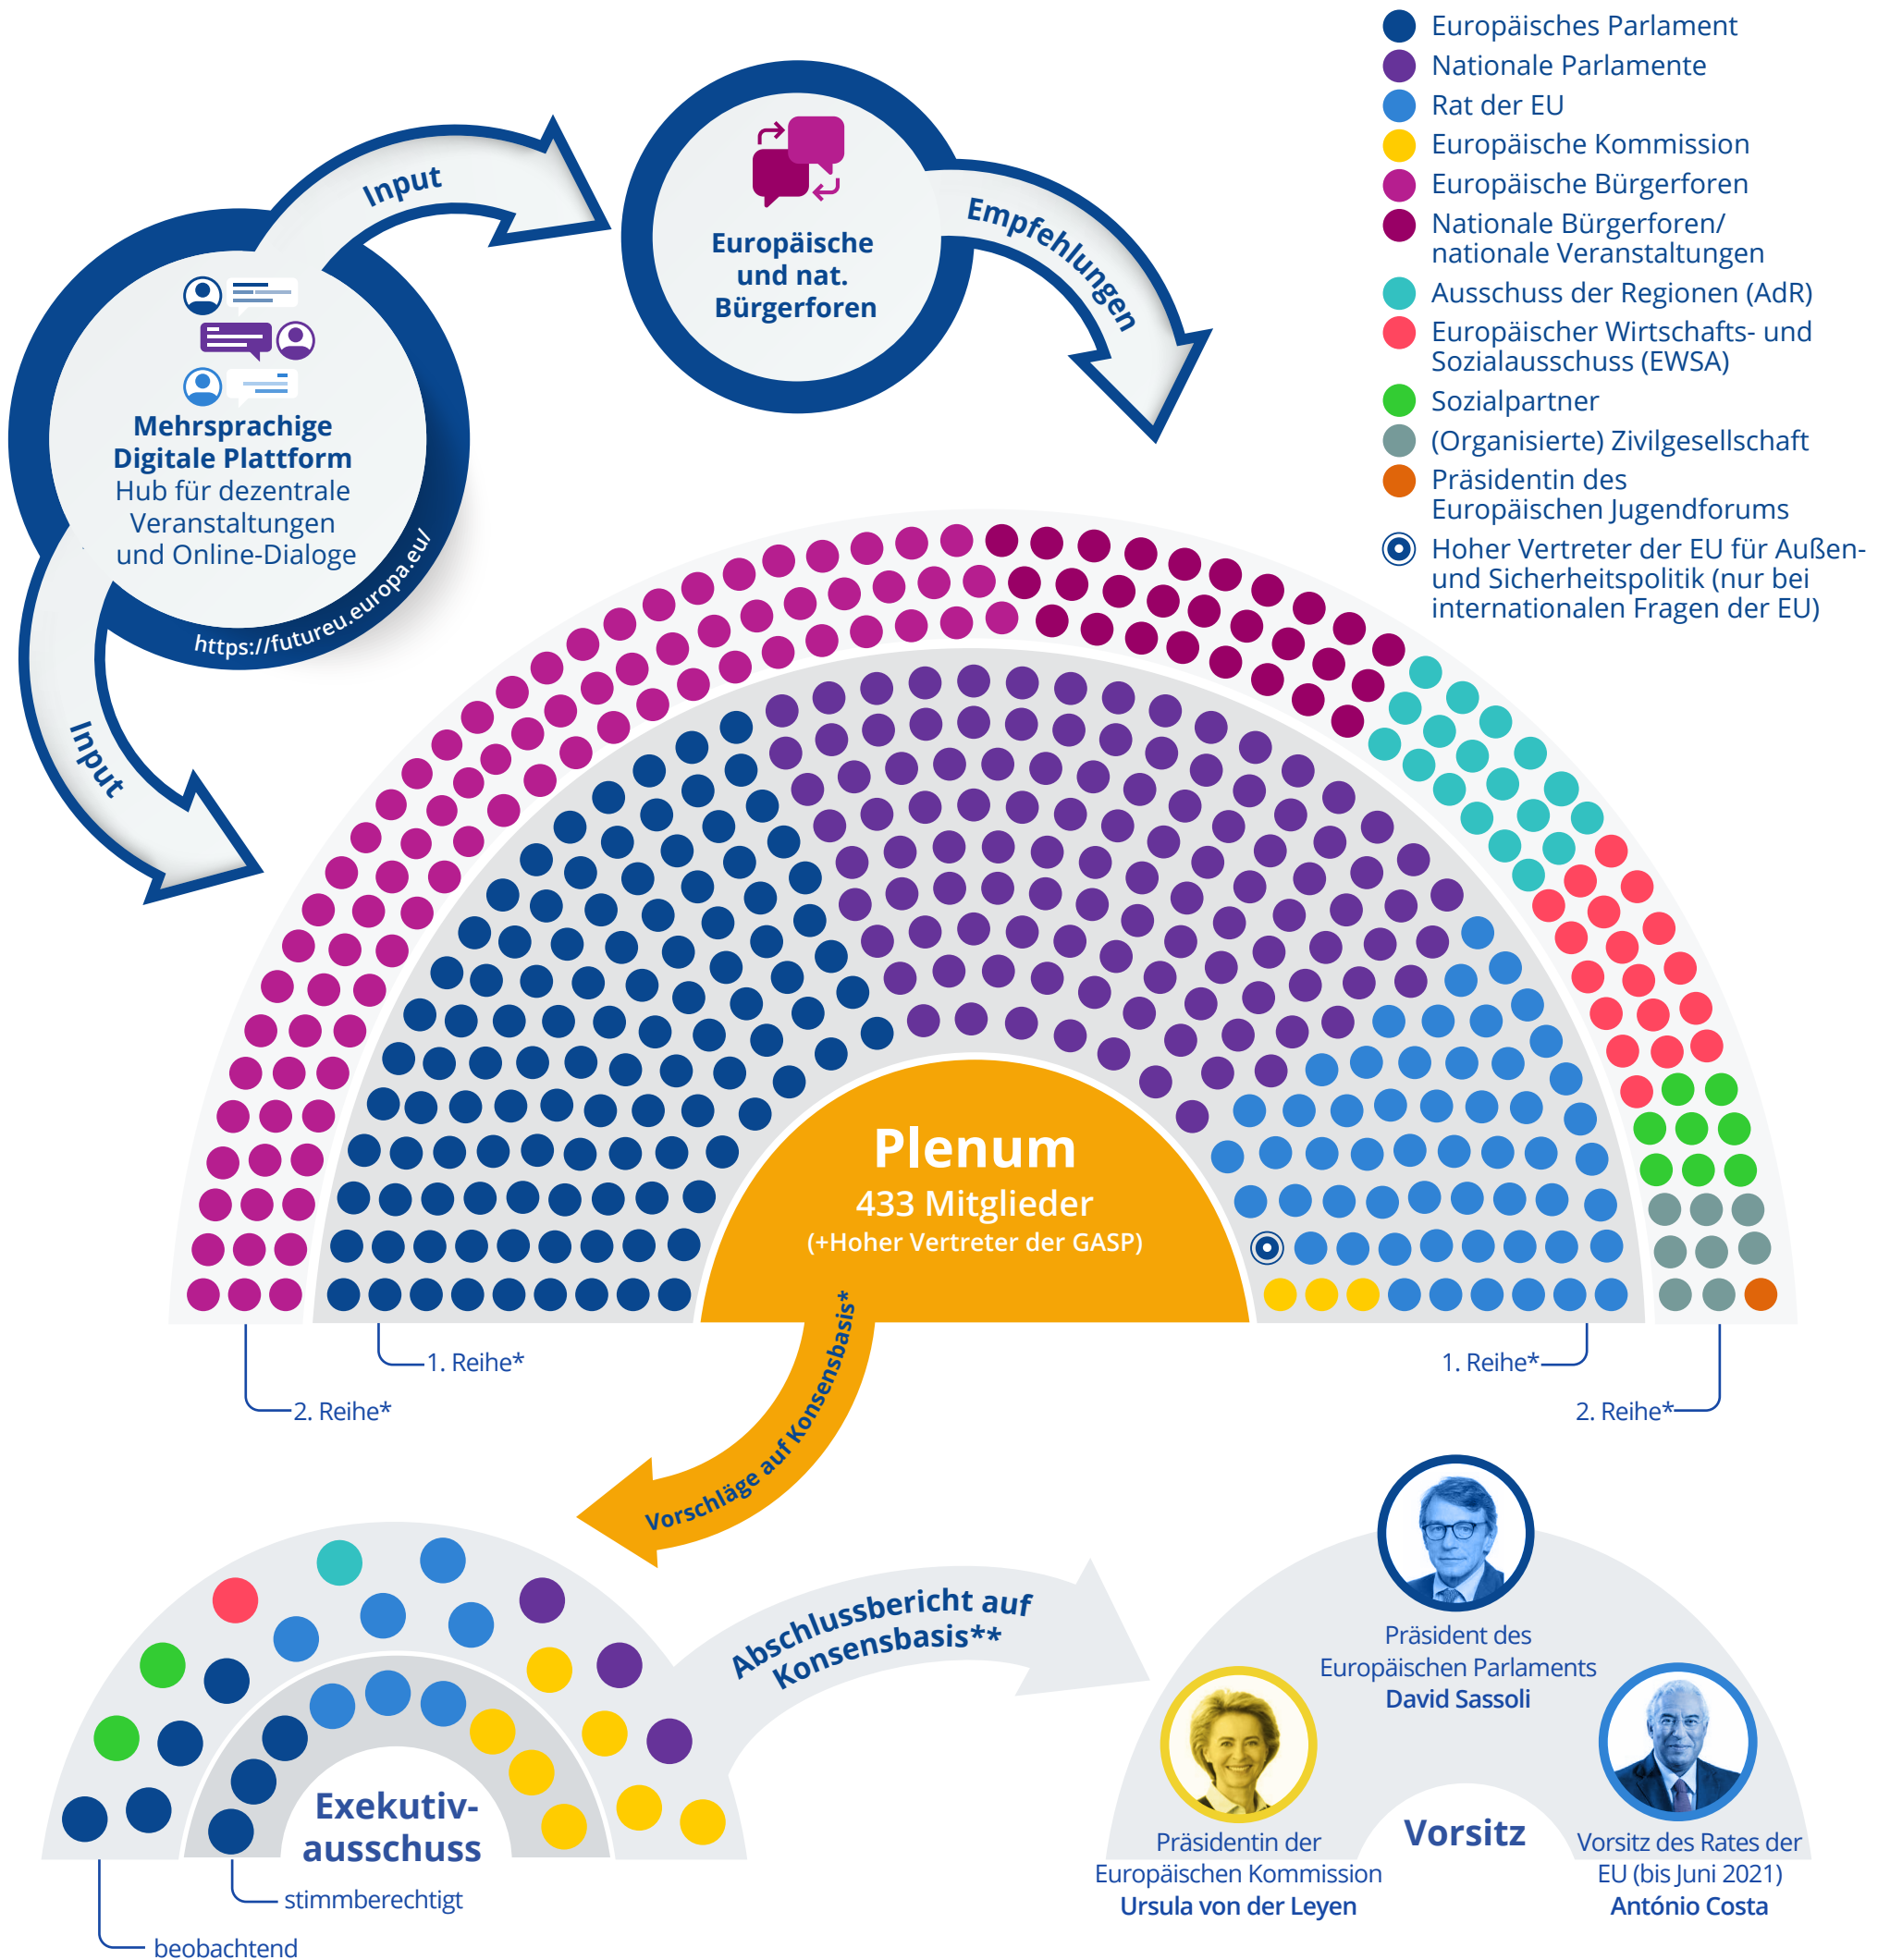 Europäisches Parlament
Nationale Parlamente
Rat der EU
Europäische Kommission
Europäische Bürgerforen
Nationale Bürgerforen/
nationale Veranstaltungen
Ausschuss der Regionen (AdR)
Europäischer Wirtschafts- und
Sozialausschuss (EWSA)
Sozialpartner
(Organisierte) Zivilgesellschaft
Präsidentin des
Europäischen Jugendforums
Hoher Vertreter der EU für Außen-
und Sicherheitspolitik (nur bei
internationalen Fragen der EU)
Input
Europäische
und nat.
Bürgerforen
Empfehlungen
Mehrsprachige
Digitale Plattform
Hub für dezentrale
Veranstaltungen
und Online-Dialoge
https://futureu.europa.eu/
Input
Plenum
433 Mitglieder
(+Hoher Vertreter der GASP)
1. Reihe*
2. Reihe*
1. Reihe*
2. Reihe*
Vorschläge auf Konsensbasis*
Abschlussbericht auf
Konsensbasis**
Exekutiv-
ausschuss
stimmberechtigt
beobachtend
Präsident des
Europäischen Parlaments
David Sassoli
Vorsitz
Präsidentin der
Europäischen Kommission
Ursula von der Leyen
Vorsitz des Rates der
EU (bis Juni 2021)
António Costa